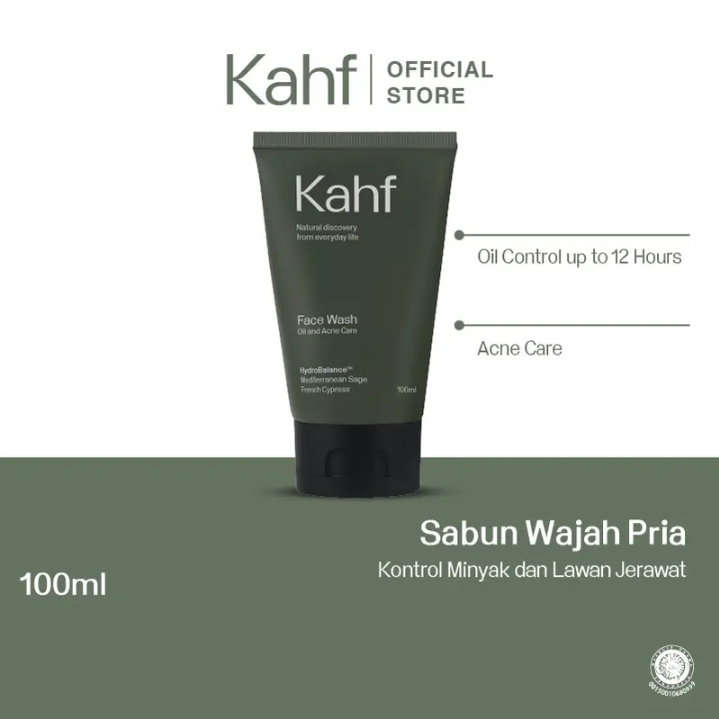 Kahf
OFFICIAL
STORE
Kahf
Natural discovery
from everyday life
Face Wash
Oil and Acne Care
HydroBalance™
Mediterranean Sage
French Cypress
100ml
Oil Control up to 12 Hours
Acne Care
Sabun Wajah Pria
Kontrol Minyak dan Lawan Jerawat
100ml